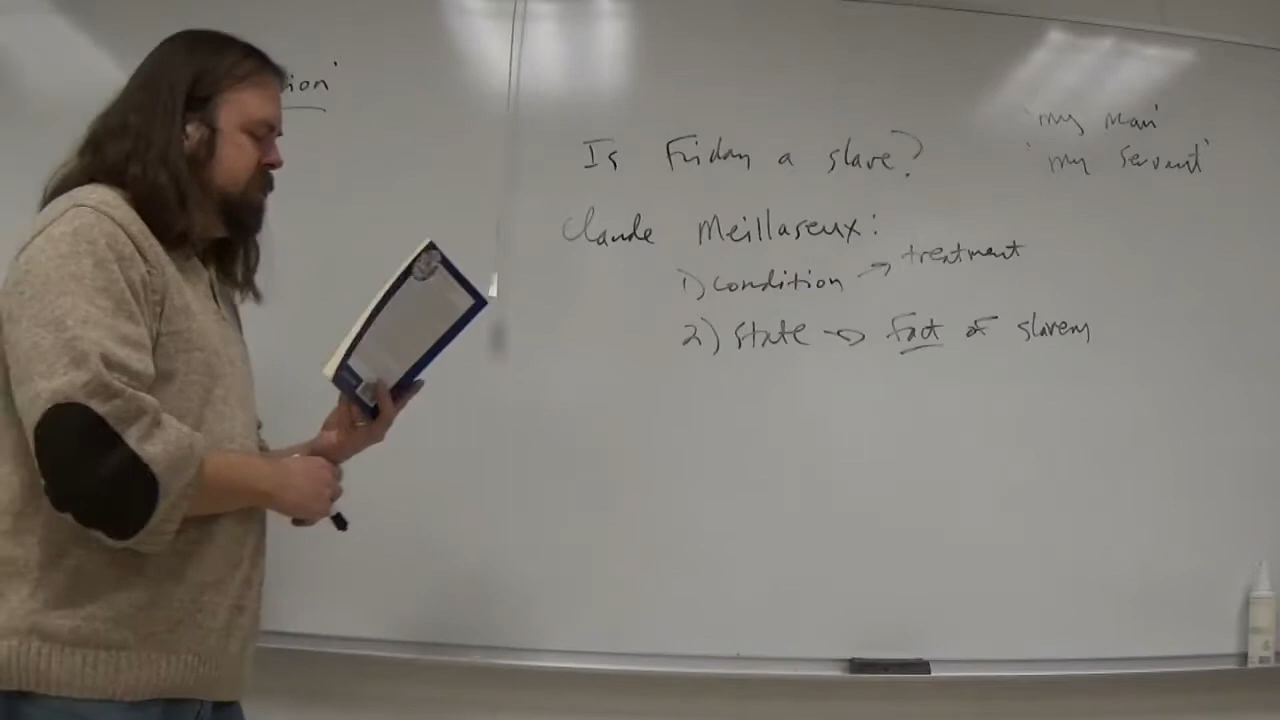 ion'
'my man'
'my servant'
Is Friday a slave?
Claude Meillaseux:
1) condition → treatment
2) State → Fact of slavery